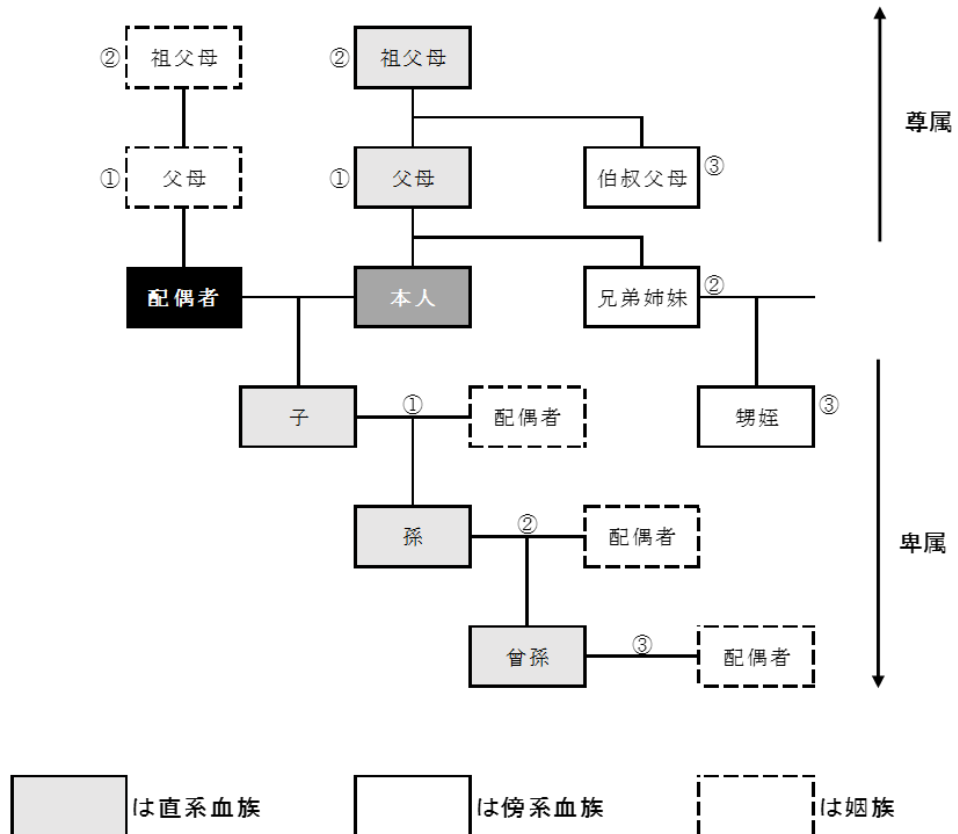 ② 祖父母
② 祖父母
尊属
① 父母
① 父母
伯叔父母 ③
配偶者
本人
兄弟姉妹 ②
子
①
配偶者
甥姪 ③
孫
②
配偶者
卑属
曾孫
③
配偶者
は直系血族
は傍系血族
は姻族